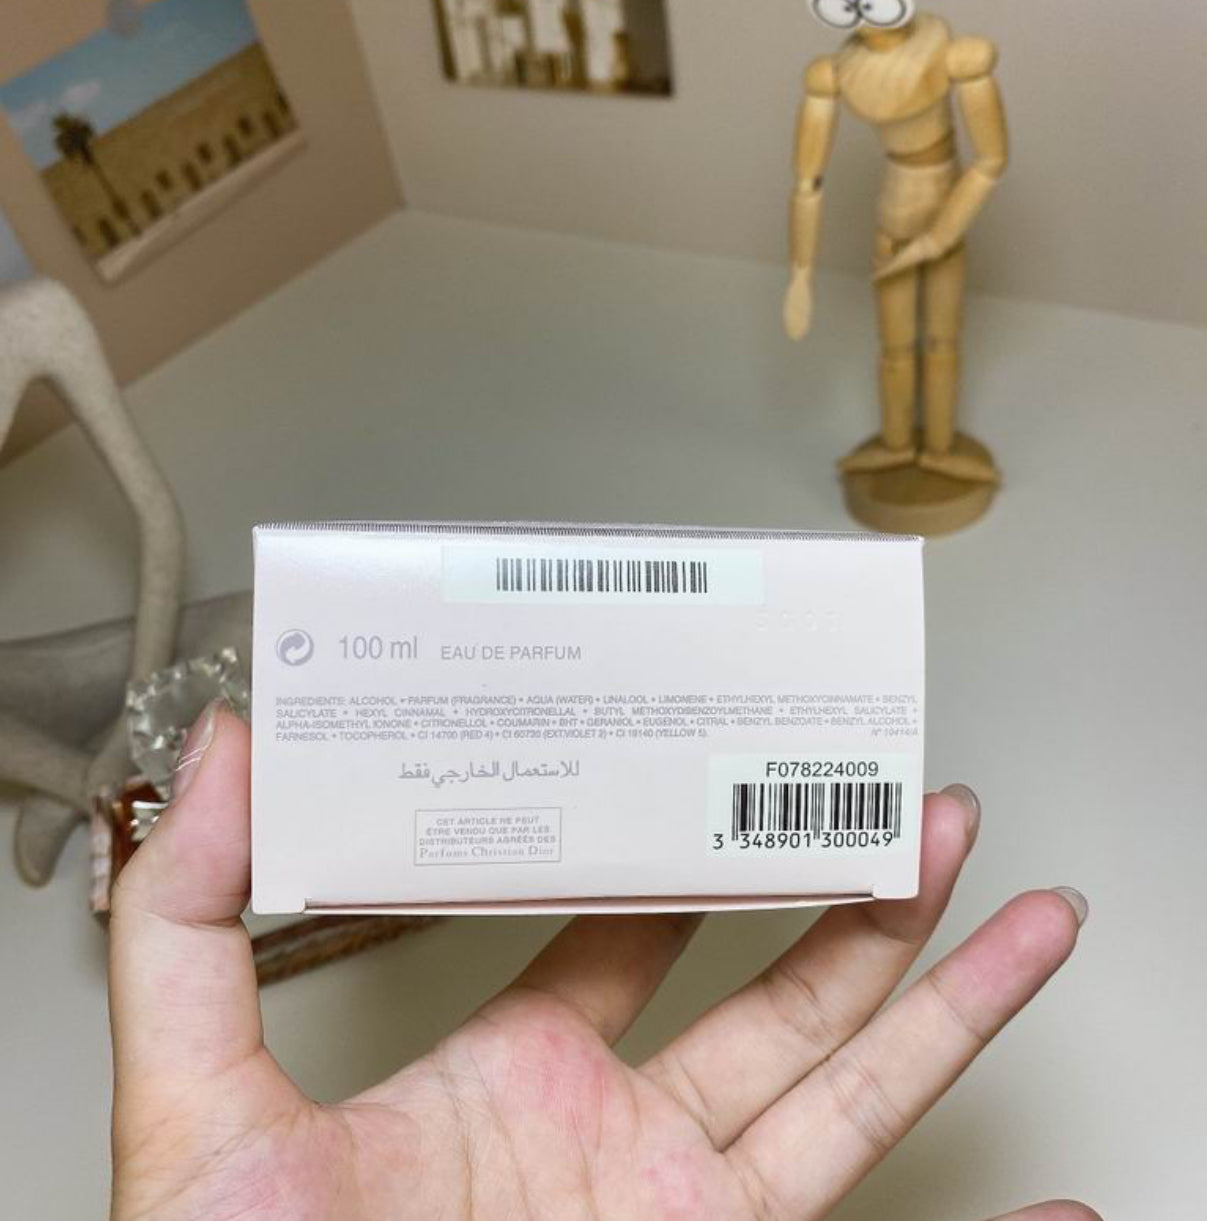 100 ml EAU DE PARFUM
INGREDIENTS: ALCOHOL • PARFUM (FRAGRANCE) • AQUA (WATER) • LINALOOL • LIMONENE • ETHYLHEXYL METHOXYCINNAMATE • BENZYL
SALICYLATE • HEXYL CINNAMAL • HYDROXYCITRONELLAL • BUTYL METHOXYDIBENZOYLMETHANE • ETHYLHEXYL SALICYLATE •
ALPHA-ISOMETHYL IONONE • CITRONELLOL • COUMARIN • BHT • GERANIOL • EUGENOL • CITRAL • BENZYL BENZOATE • BENZYL ALCOHOL •
FARNESOL • TOCOPHEROL • CI 14700 (RED 4) • CI 60730 (EXT.VIOLET 2) • CI 19140 (YELLOW 5).
N° 10414/A
للاستعمال الخارجي فقط
CET ARTICLE NE PEUT
ÊTRE VENDU QUE PAR LES
DISTRIBUTEURS AGRÉÉS DES
Parfums Christian Dior
F078224009
3 348901 300049